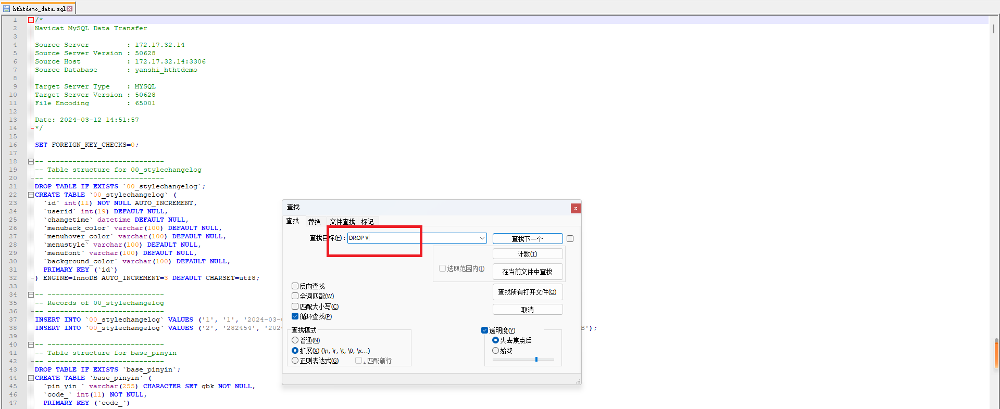 hthtdemo_data.sql
1 /*
2 Navicat MySQL Data Transfer
3
4 Source Server : 172.17.32.14
5 Source Server Version : 50628
6 Source Host : 172.17.32.14:3306
7 Source Database : yanshi_hthtdemo
8
9 Target Server Type : MYSQL
10 Target Server Version : 50628
11 File Encoding : 65001
12
13 Date: 2024-03-12 14:51:57
14 */
15
16 SET FOREIGN_KEY_CHECKS=0;
17
18 -- ----------------------------
19 -- Table structure for 00_stylechangelog
20 -- ----------------------------
21 DROP TABLE IF EXISTS `00_stylechangelog`;
22 CREATE TABLE `00_stylechangelog` (
23 `id` int(11) NOT NULL AUTO_INCREMENT,
24 `userid` int(19) DEFAULT NULL,
25 `changetime` datetime DEFAULT NULL,
26 `menuback_color` varchar(100) DEFAULT NULL,
27 `menuhover_color` varchar(100) DEFAULT NULL,
28 `menustyle` varchar(100) DEFAULT NULL,
29 `menufont` varchar(100) DEFAULT NULL,
30 `background_color` varchar(100) DEFAULT NULL,
31 PRIMARY KEY (`id`)
32 ) ENGINE=InnoDB AUTO_INCREMENT=3 DEFAULT CHARSET=utf8;
33
34 -- ----------------------------
35 -- Records of 00_stylechangelog
36 -- ----------------------------
37 INSERT INTO `00_stylechangelog` VALUES ('1', '1', '2024-03-
38 INSERT INTO `00_stylechangelog` VALUES ('2', '282454', '202 B');
39
40 -- ----------------------------
41 -- Table structure for base_pinyin
42 -- ----------------------------
43 DROP TABLE IF EXISTS `base_pinyin`;
44 CREATE TABLE `base_pinyin` (
45 `pin_yin_` varchar(255) CHARACTER SET gbk NOT NULL,
46 `code_` int(11) NOT NULL,
47 PRIMARY KEY (`code_`)
查找
查找 替换 文件查找 标记
查找目标(F) : DROP V
查找下一个
计数(T)
选取范围内(I)
在当前文件中查找
查找所有打开文件(O)
取消
反向查找
全词匹配(W)
匹配大小写(C)
循环查找(P)
查找模式
普通(N)
扩展(X) (\n, \r, \t, \0, \x...)
正则表达式(G) . 匹配新行
透明度(Y)
失去焦点后
始终